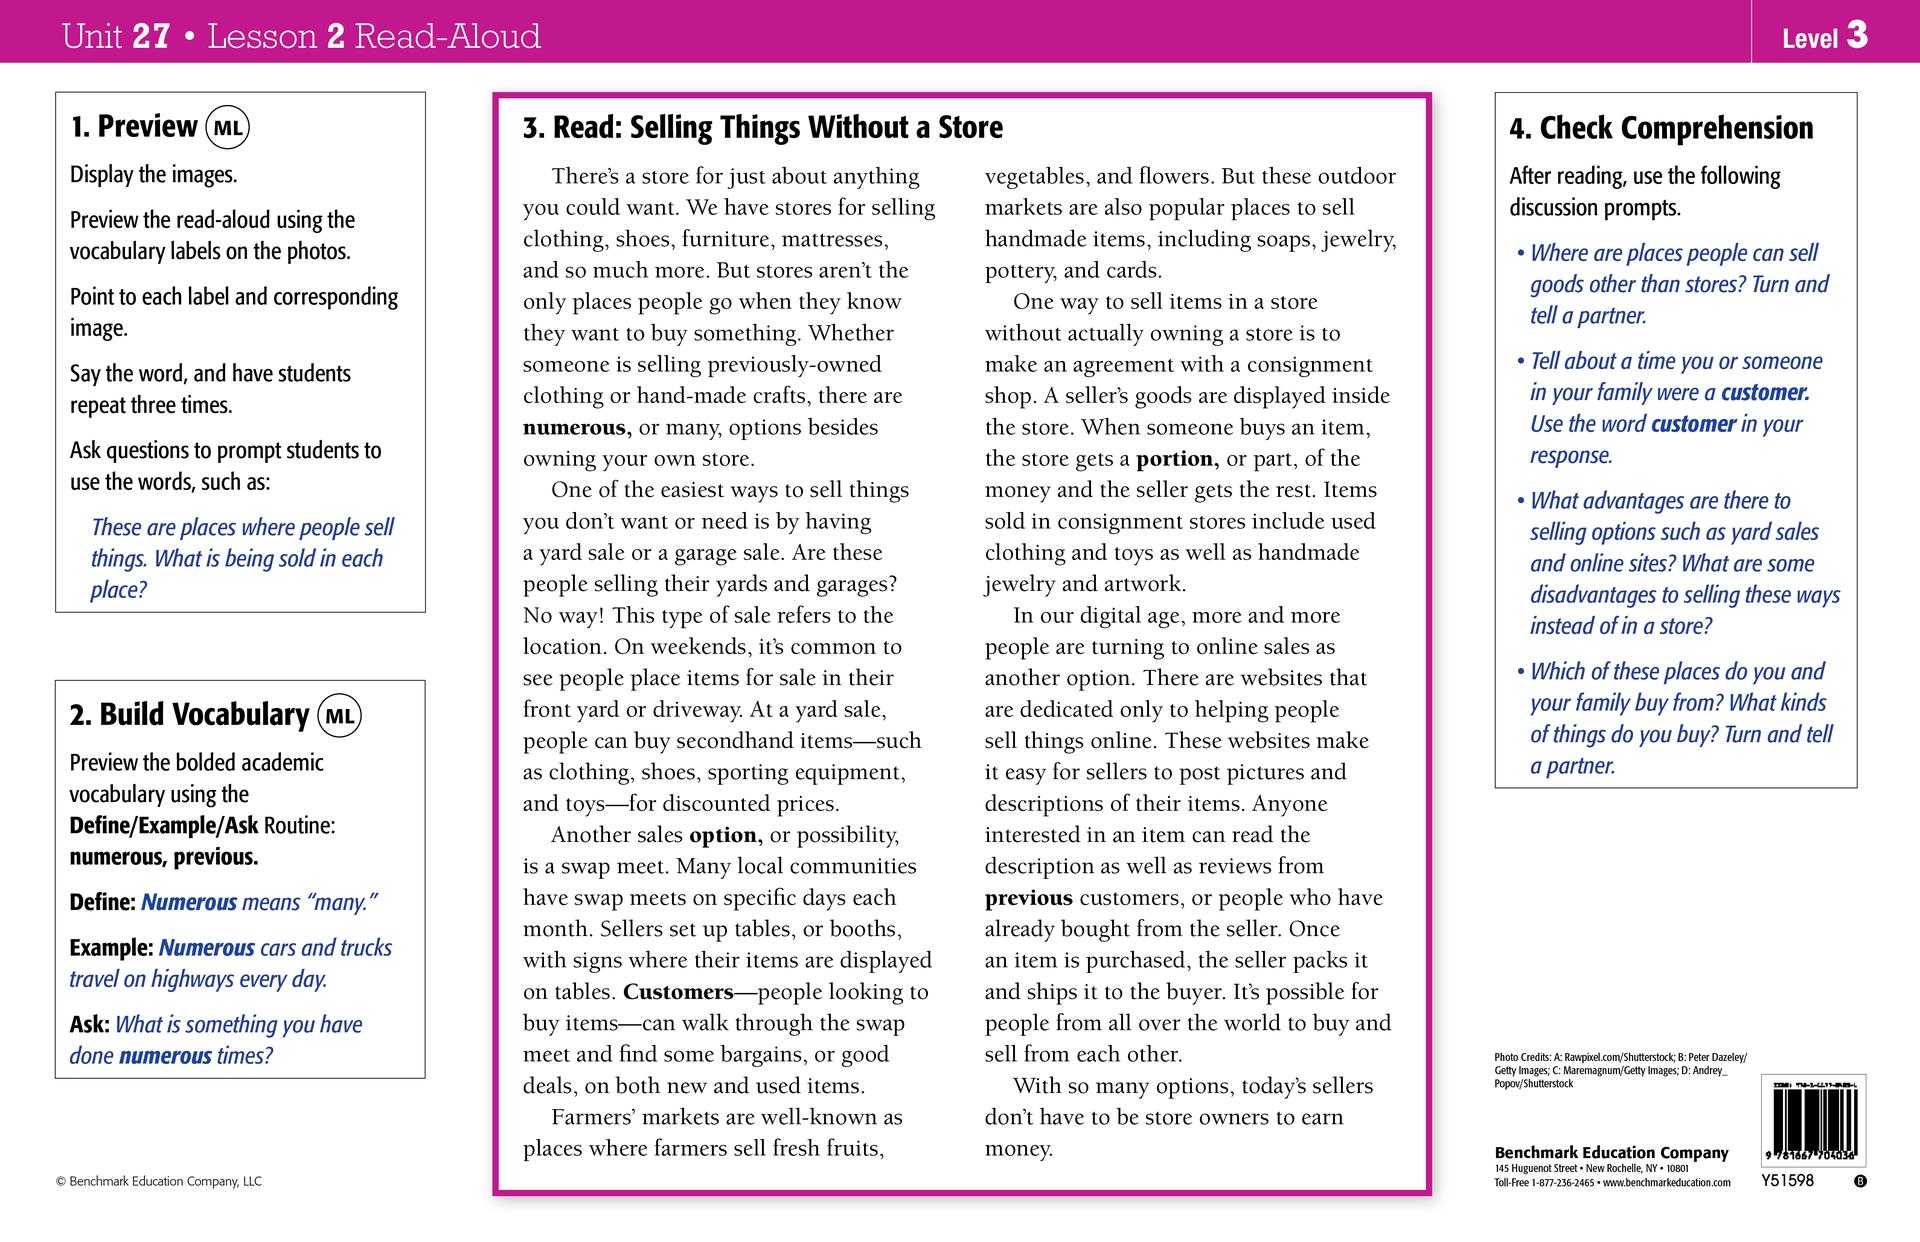 Unit 27 • Lesson 2 Read-Aloud
Level 3
1. Preview ML
Display the images.
Preview the read-aloud using the
vocabulary labels on the photos.
Point to each label and corresponding
image.
Say the word, and have students
repeat three times.
Ask questions to prompt students to
use the words, such as:
These are places where people sell
things. What is being sold in each
place?
2. Build Vocabulary ML
Preview the bolded academic
vocabulary using the
Define/Example/Ask Routine:
numerous, previous.
Define: Numerous means “many.”
Example: Numerous cars and trucks
travel on highways every day.
Ask: What is something you have
done numerous times?
© Benchmark Education Company, LLC
3. Read: Selling Things Without a Store
There’s a store for just about anything
you could want. We have stores for selling
clothing, shoes, furniture, mattresses,
and so much more. But stores aren’t the
only places people go when they know
they want to buy something. Whether
someone is selling previously-owned
clothing or hand-made crafts, there are
numerous, or many, options besides
owning your own store.
One of the easiest ways to sell things
you don’t want or need is by having
a yard sale or a garage sale. Are these
people selling their yards and garages?
No way! This type of sale refers to the
location. On weekends, it’s common to
see people place items for sale in their
front yard or driveway. At a yard sale,
people can buy secondhand items—such
as clothing, shoes, sporting equipment,
and toys—for discounted prices.
Another sales option, or possibility,
is a swap meet. Many local communities
have swap meets on specific days each
month. Sellers set up tables, or booths,
with signs where their items are displayed
on tables. Customers—people looking to
buy items—can walk through the swap
meet and find some bargains, or good
deals, on both new and used items.
Farmers’ markets are well-known as
places where farmers sell fresh fruits,
vegetables, and flowers. But these outdoor
markets are also popular places to sell
handmade items, including soaps, jewelry,
pottery, and cards.
One way to sell items in a store
without actually owning a store is to
make an agreement with a consignment
shop. A seller’s goods are displayed inside
the store. When someone buys an item,
the store gets a portion, or part, of the
money and the seller gets the rest. Items
sold in consignment stores include used
clothing and toys as well as handmade
jewelry and artwork.
In our digital age, more and more
people are turning to online sales as
another option. There are websites that
are dedicated only to helping people
sell things online. These websites make
it easy for sellers to post pictures and
descriptions of their items. Anyone
interested in an item can read the
description as well as reviews from
previous customers, or people who have
already bought from the seller. Once
an item is purchased, the seller packs it
and ships it to the buyer. It’s possible for
people from all over the world to buy and
sell from each other.
With so many options, today’s sellers
don’t have to be store owners to earn
money.
4. Check Comprehension
After reading, use the following
discussion prompts.
• Where are places people can sell
goods other than stores? Turn and
tell a partner.
• Tell about a time you or someone
in your family were a customer.
Use the word customer in your
response.
• What advantages are there to
selling options such as yard sales
and online sites? What are some
disadvantages to selling these ways
instead of in a store?
• Which of these places do you and
your family buy from? What kinds
of things do you buy? Turn and tell
a partner.
Photo Credits: A: Rawpixel.com/Shutterstock; B: Peter Dazeley/
Getty Images; C: Maremagnum/Getty Images; D: Andrey_
Popov/Shutterstock
Benchmark Education Company
145 Huguenot Street • New Rochelle, NY • 10801
Toll-Free 1-877-236-2465 • www.benchmarkeducation.com
9 781667 704036
Y51598
B